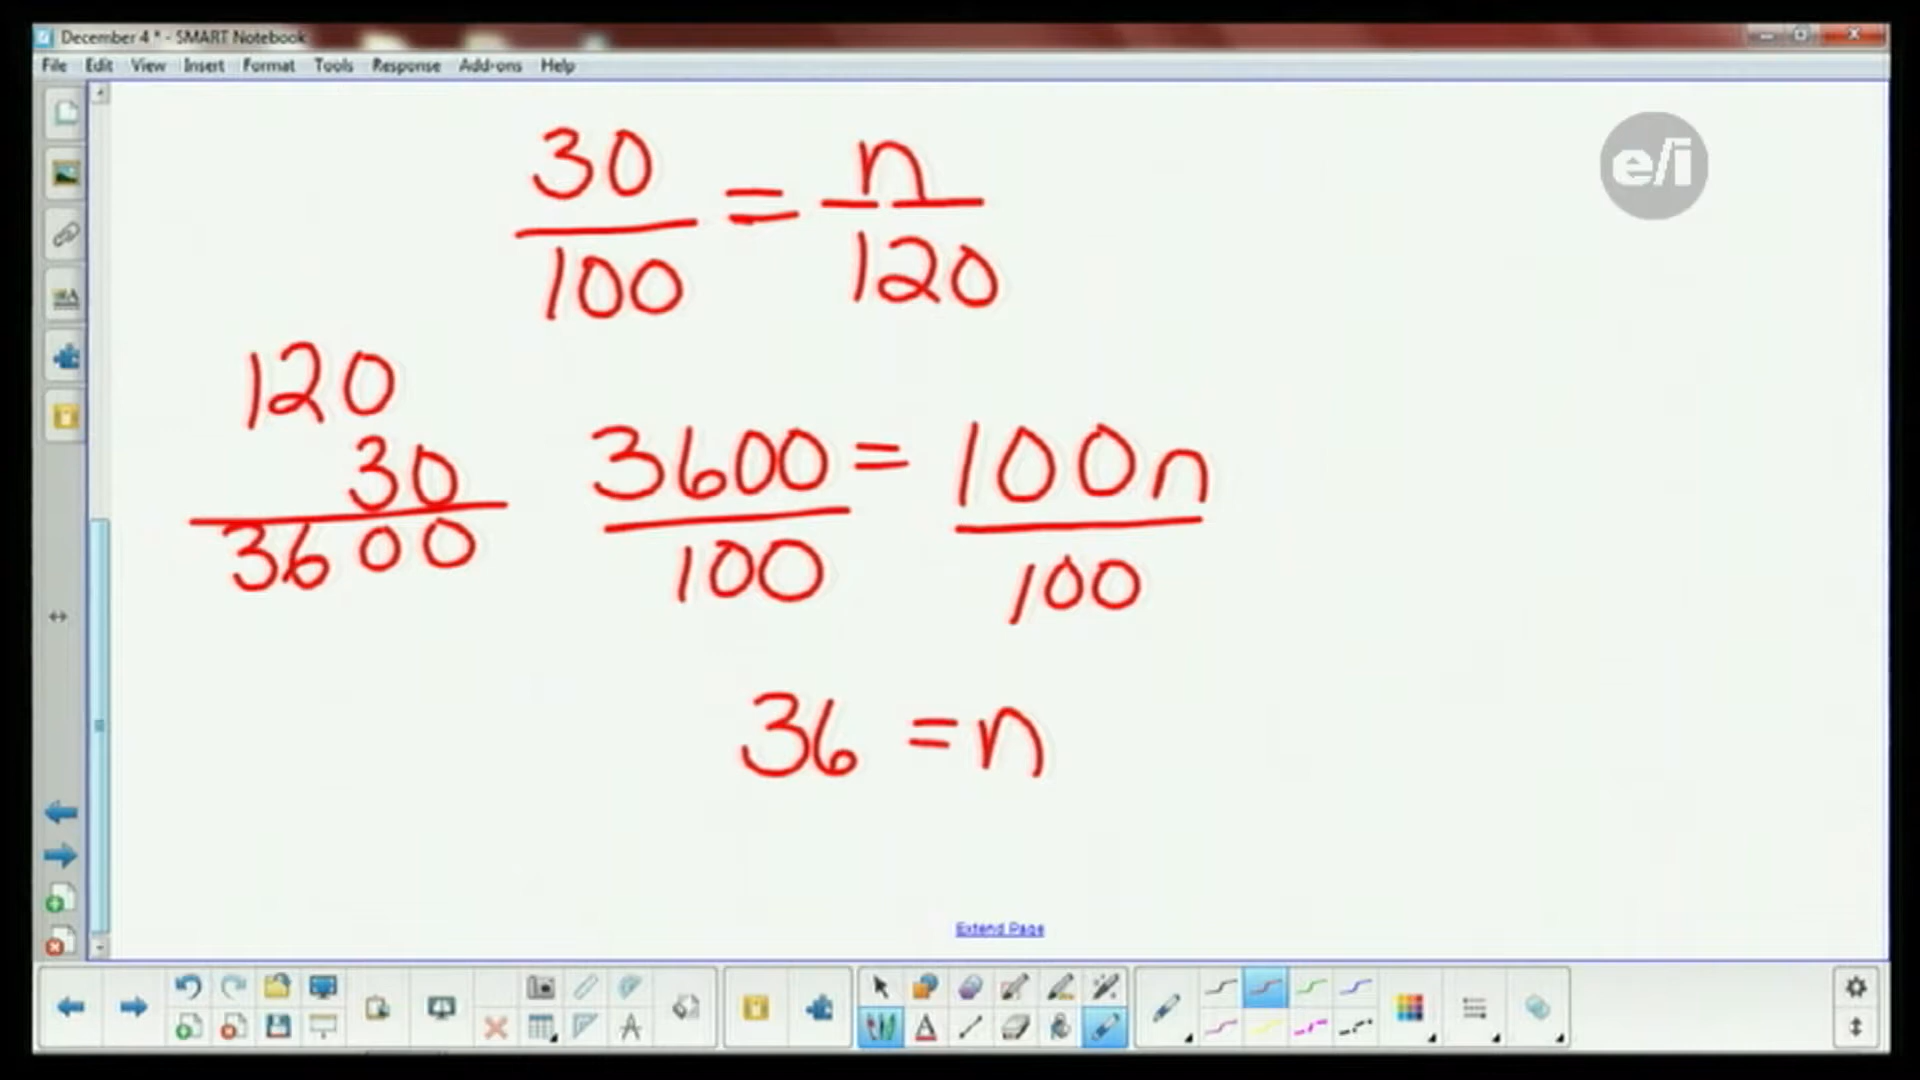 December 4 * - SMART Notebook
File Edit View Insert Format Tools Response Add-ons Help
e/i
30 = n
100 120
120
30
3600
3600 = 100n
100 100
36 = n
Extend Page